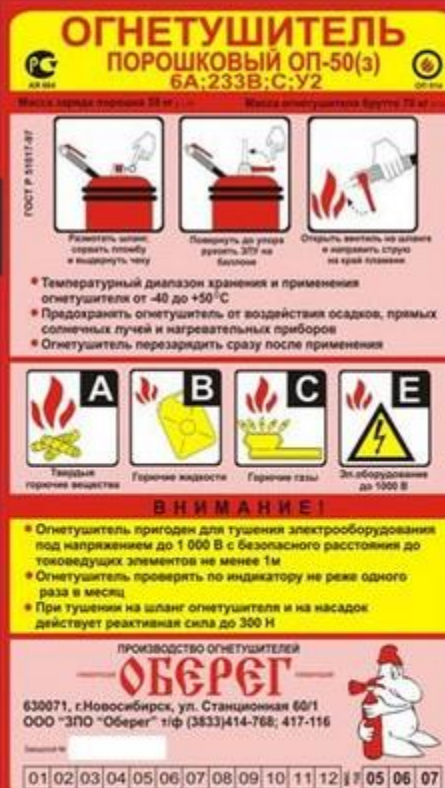 ОГНЕТУШИТЕЛЬ
ПОРОШКОВЫЙ ОП-50(з)
6А;233В;С;У2
Масса заряда порошка
Масса огнетушителя брутто
ГОСТ Р 51017-97
Размотать шланг,
сорвать пломбу
и выдернуть чеку
Повернуть до упора
рукоять ЗПУ на
баллоне
Открыть вентиль на шланге
и направить струю
на край пламени
Температурный диапазон хранения и применения
огнетушителя от -40 до +50°С
Предохранять огнетушитель от воздействия осадков, прямых
солнечных лучей и нагревательных приборов
Огнетушитель перезарядить сразу после применения
A
B
C
E
Твердые
горючие вещества
Горючие жидкости
Горючие газы
Эл.оборудование
до 1000 В
ВНИМАНИЕ!
Огнетушитель пригоден для тушения электрооборудования
под напряжением до 1 000 В с безопасного расстояния до
токоведущих элементов не менее 1м
Огнетушитель проверять по индикатору не реже одного
раза в месяц
При тушении на шланг огнетушителя и на насадок
действует реактивная сила до 300 Н
ПРОИЗВОДСТВО ОГНЕТУШИТЕЛЕЙ
ОБЕРЕГ
630071, г.Новосибирск, ул. Станционная 60/1
ООО "ЗПО "Оберег" т/ф (3833)414-768; 417-116
01 02 03 04 05 06 07 08 09 10 11 12 05 06 07